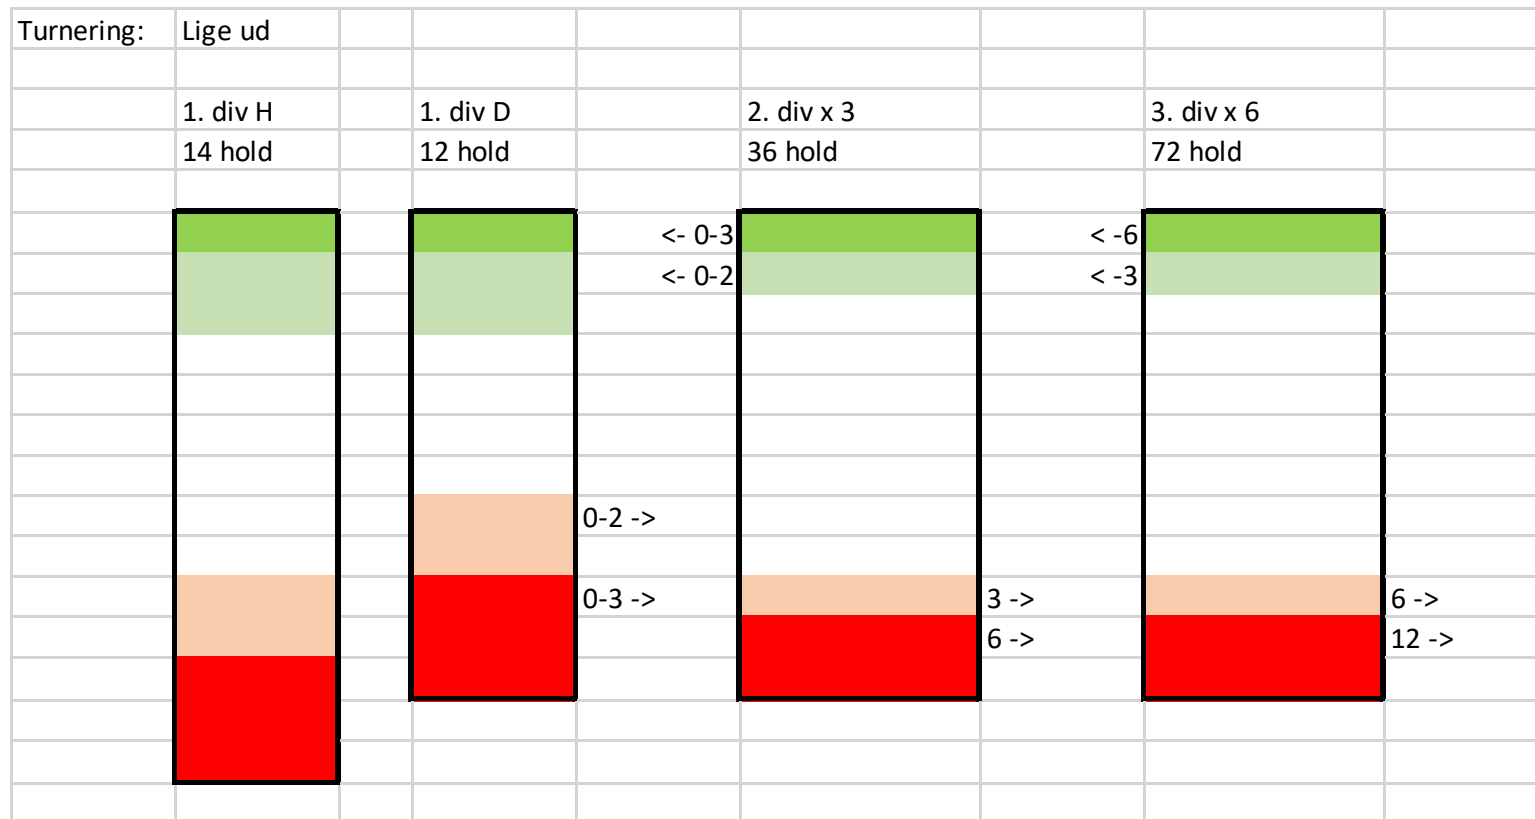 Turnering: Lige ud
1. div H 1. div D 2. div x 3 3. div x 6
14 hold 12 hold 36 hold 72 hold
<- 0-3 < -6
<- 0-2 < -3
0-2 ->
0-3 -> 3 -> 6 ->
6 -> 12 ->